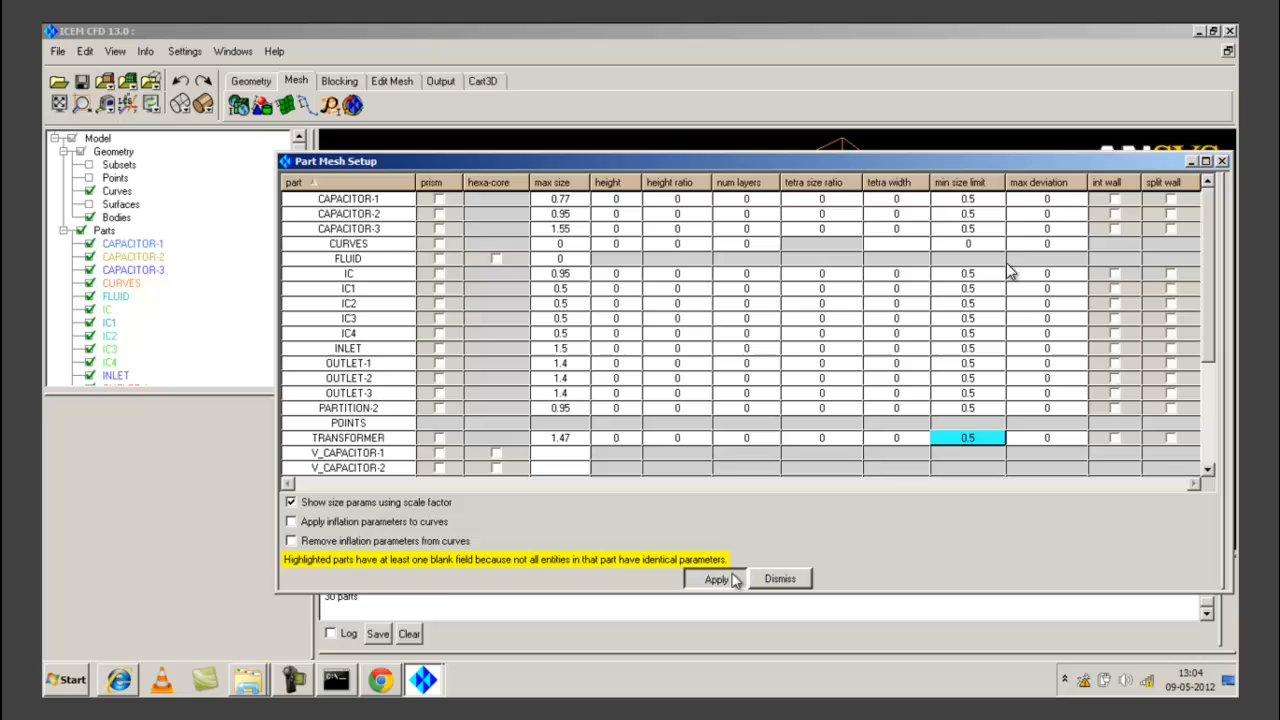 ICEM CFD 13.0 :
File Edit View Info Settings Windows Help
Geometry Mesh Blocking Edit Mesh Output Cart3D
Model
Geometry
Subsets
Points
Curves
Surfaces
Bodies
Parts
CAPACITOR-1
CAPACITOR-2
CAPACITOR-3
CURVES
FLUID
IC
IC1
IC2
IC3
IC4
INLET
Part Mesh Setup
part prism hexa-core max size height height ratio num layers tetra size ratio tetra width min size limit max deviation int wall split wall
CAPACITOR-1 0.77 0 0 0 0 0 0.5 0
CAPACITOR-2 0.95 0 0 0 0 0 0.5 0
CAPACITOR-3 1.55 0 0 0 0 0 0.5 0
CURVES 0 0 0 0 0 0
FLUID 0
IC 0.95 0 0 0 0 0 0.5 0
IC1 0.5 0 0 0 0 0 0.5 0
IC2 0.5 0 0 0 0 0 0.5 0
IC3 0.5 0 0 0 0 0 0.5 0
IC4 0.5 0 0 0 0 0 0.5 0
INLET 1.5 0 0 0 0 0 0.5 0
OUTLET-1 1.4 0 0 0 0 0 0.5 0
OUTLET-2 1.4 0 0 0 0 0 0.5 0
OUTLET-3 1.4 0 0 0 0 0 0.5 0
PARTITION-2 0.95 0 0 0 0 0 0.5 0
POINTS
TRANSFORMER 1.47 0 0 0 0 0 0.5 0
V_CAPACITOR-1
V_CAPACITOR-2
Show size params using scale factor
Apply inflation parameters to curves
Remove inflation parameters from curves
Highlighted parts have at least one blank field because not all entities in that part have identical parameters.
Apply Dismiss
30 parts
Log Save Clear
Start
13:04
09-05-2012